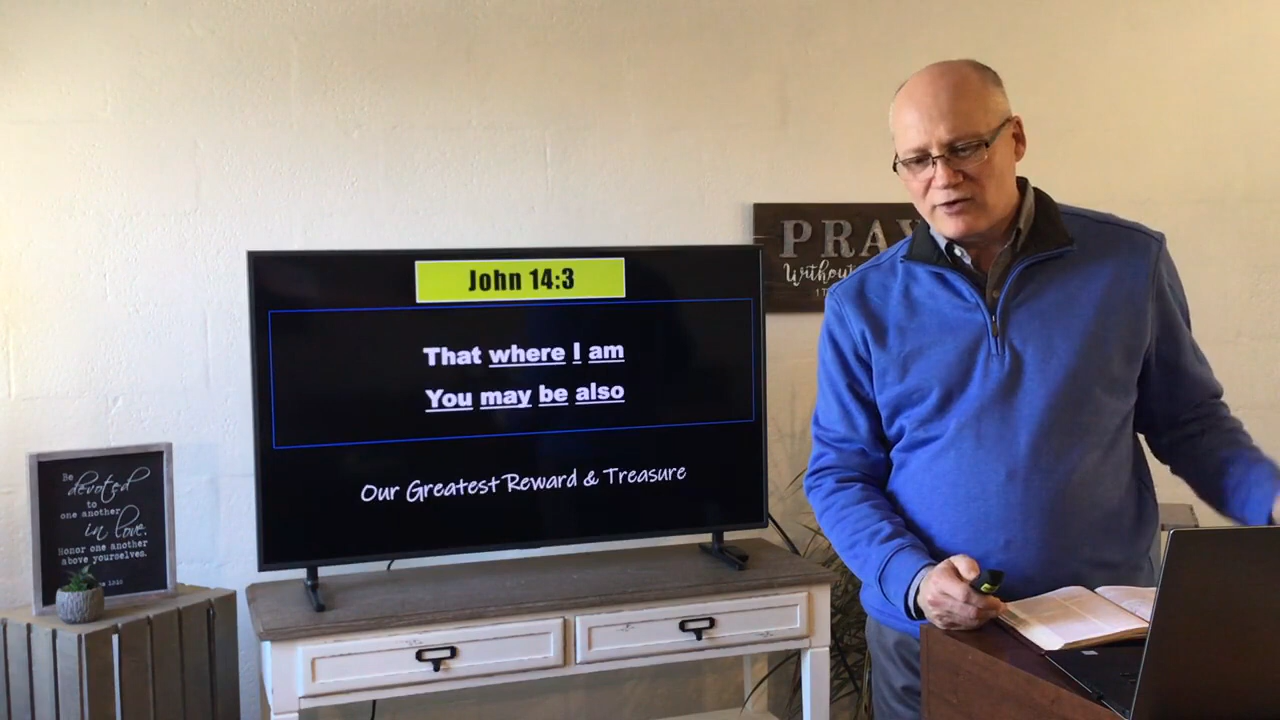 John 14:3
That where I am
You may be also
Our Greatest Reward & Treasure
PRAY
Without
Be
devoted
to
one another
in love.
Honor one another
above yourselves.